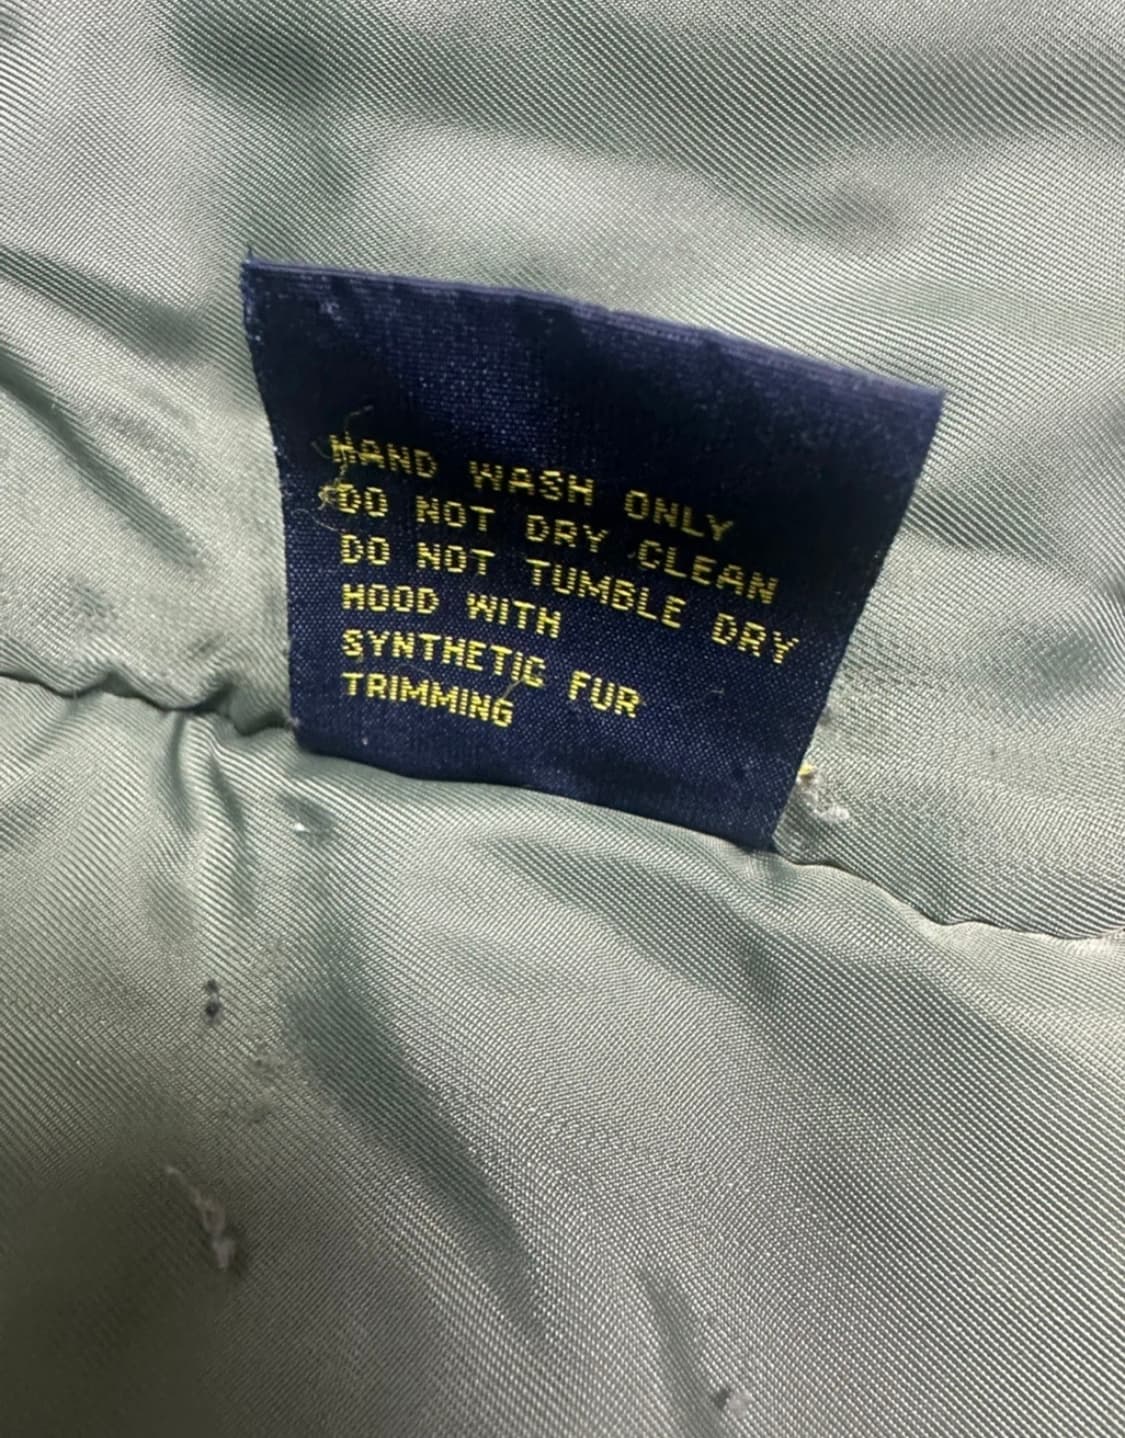 HAND WASH ONLY
DO NOT DRY CLEAN
DO NOT TUMBLE DRY
HOOD WITH
SYNTHETIC FUR
TRIMMING